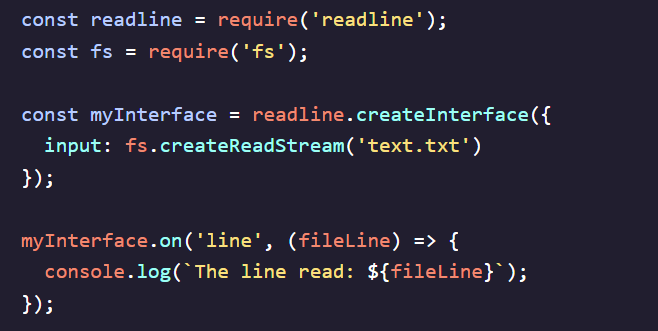 const readline = require('readline');
const fs = require('fs');

const myInterface = readline.createInterface({
  input: fs.createReadStream('text.txt')
});

myInterface.on('line', (fileLine) => {
  console.log(`The line read: ${fileLine}`);
});